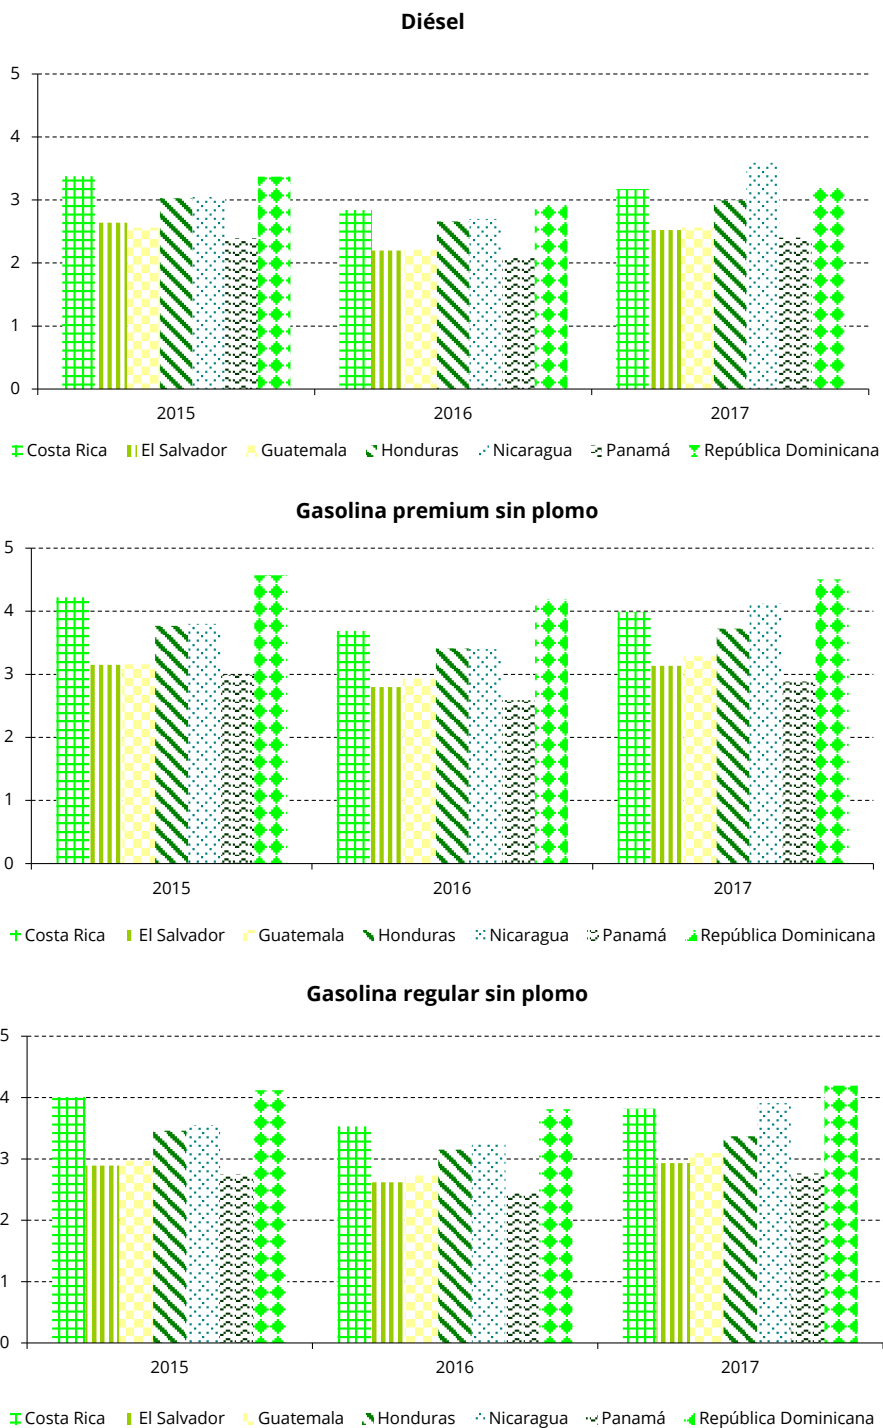 Diésel
5
4
3
2
1
0
2015 2016 2017
Costa Rica El Salvador Guatemala Honduras Nicaragua Panamá República Dominicana
Gasolina premium sin plomo
5
4
3
2
1
0
2015 2016 2017
Costa Rica El Salvador Guatemala Honduras Nicaragua Panamá República Dominicana
Gasolina regular sin plomo
5
4
3
2
1
0
2015 2016 2017
Costa Rica El Salvador Guatemala Honduras Nicaragua Panamá República Dominicana